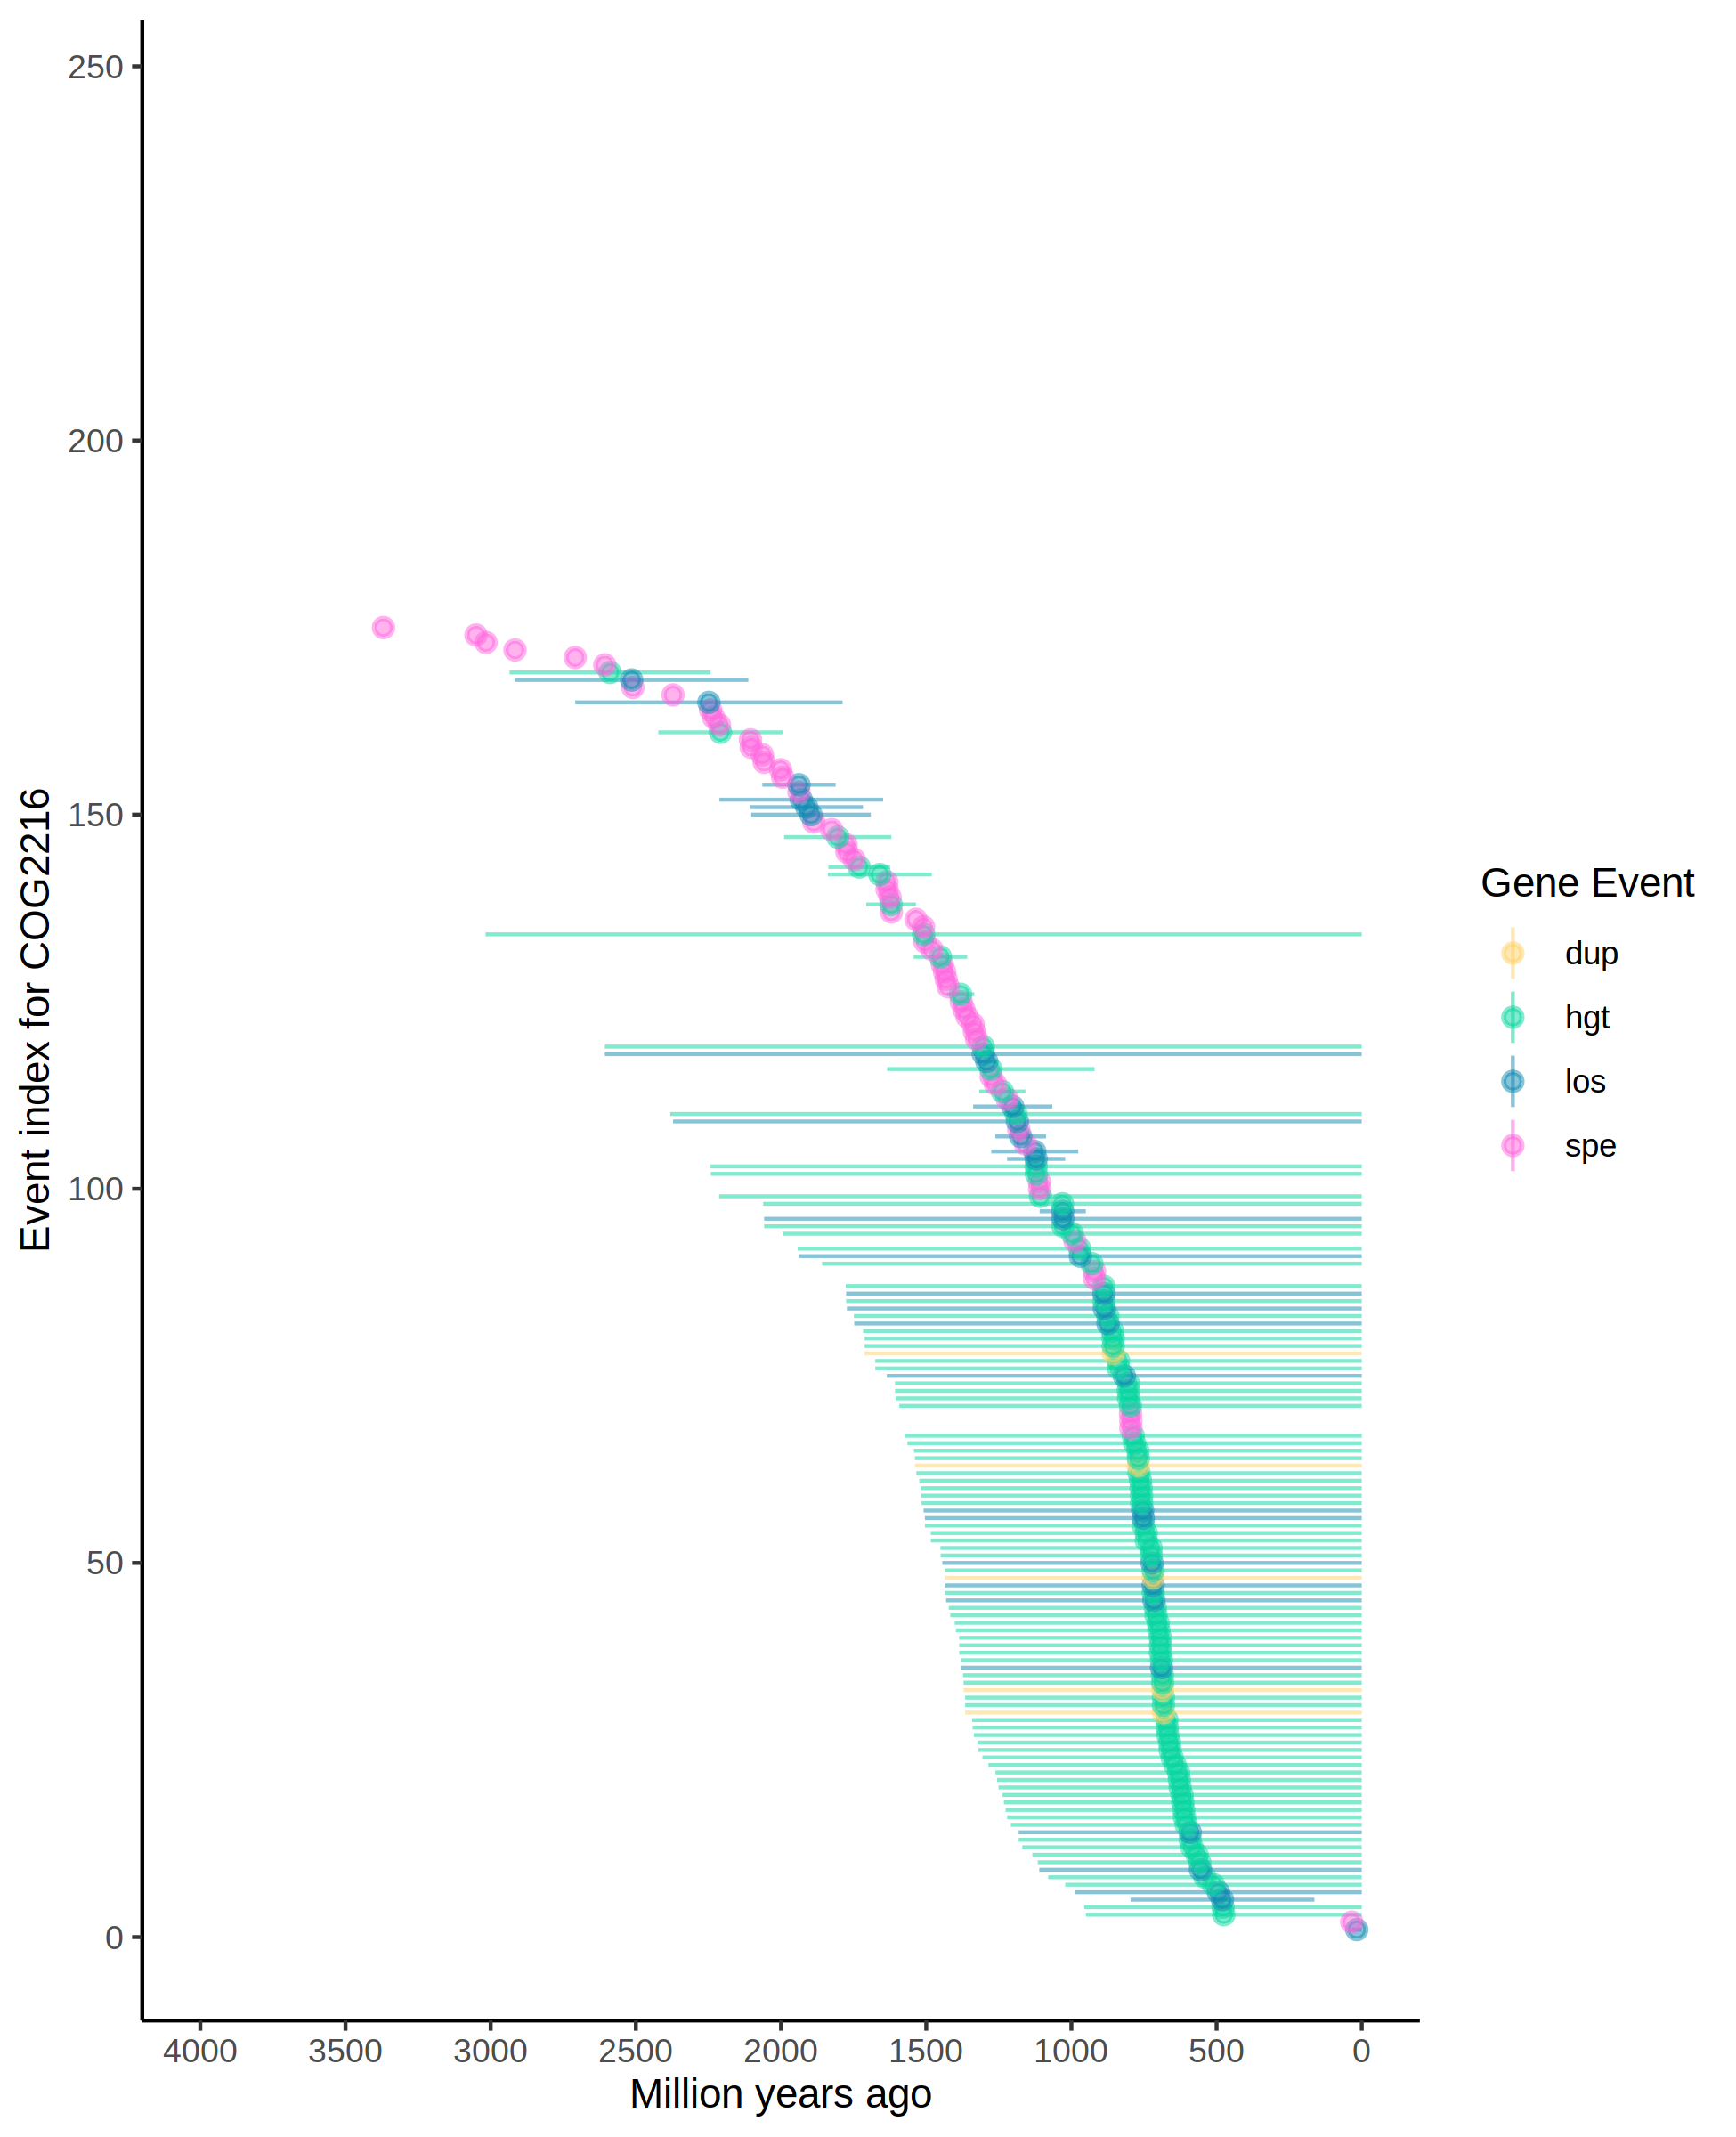 250
200
150
100
50
0
Event index for COG2216
4000 3500 3000 2500 2000 1500 1000 500 0
Million years ago
Gene Event
dup
hgt
los
spe